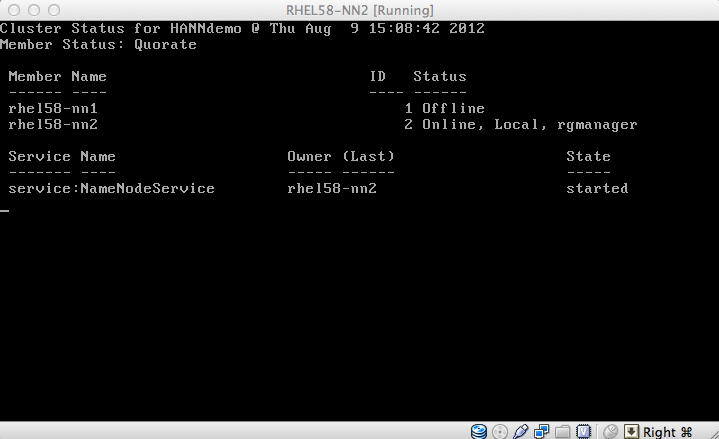 RHEL58-NN2 [Running]
Cluster Status for HANNdemo @ Thu Aug  9 15:08:42 2012
Member Status: Quorate
Member Name                                 ID   Status
------ ----                                 ---- ------
rhel58-nn1                                      1 Offline
rhel58-nn2                                      2 Online, Local, rgmanager
Service Name                   Owner (Last)                   State
------- ----                   ----- ------                   -----
service:NameNodeService        rhel58-nn2                     started
Right ⌘